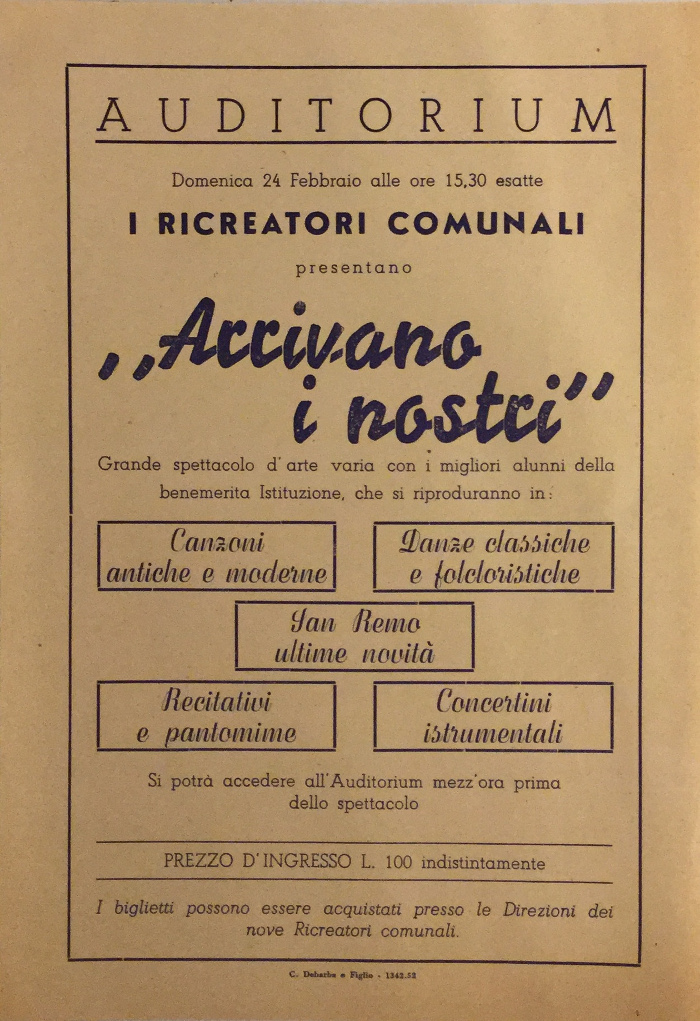 AUDITORIUM
Domenica 24 Febbraio alle ore 15,30 esatte
I RICREATORI COMUNALI
presentano
,,Arrivano
i nostri”
Grande spettacolo d'arte varia con i migliori alunni della
benemerita Istituzione, che si riproduranno in:
Canzoni
antiche e moderne
Danze classiche
e folcloristiche
San Remo
ultime novità
Recitativi
e pantomime
Concertini
istrumentali
Si potrà accedere all'Auditorium mezz'ora prima
dello spettacolo
PREZZO D'INGRESSO L. 100 indistintamente
I biglietti possono essere acquistati presso le Direzioni dei
nove Ricreatori comunali.
C. Debarba e Figlio - 1342.52